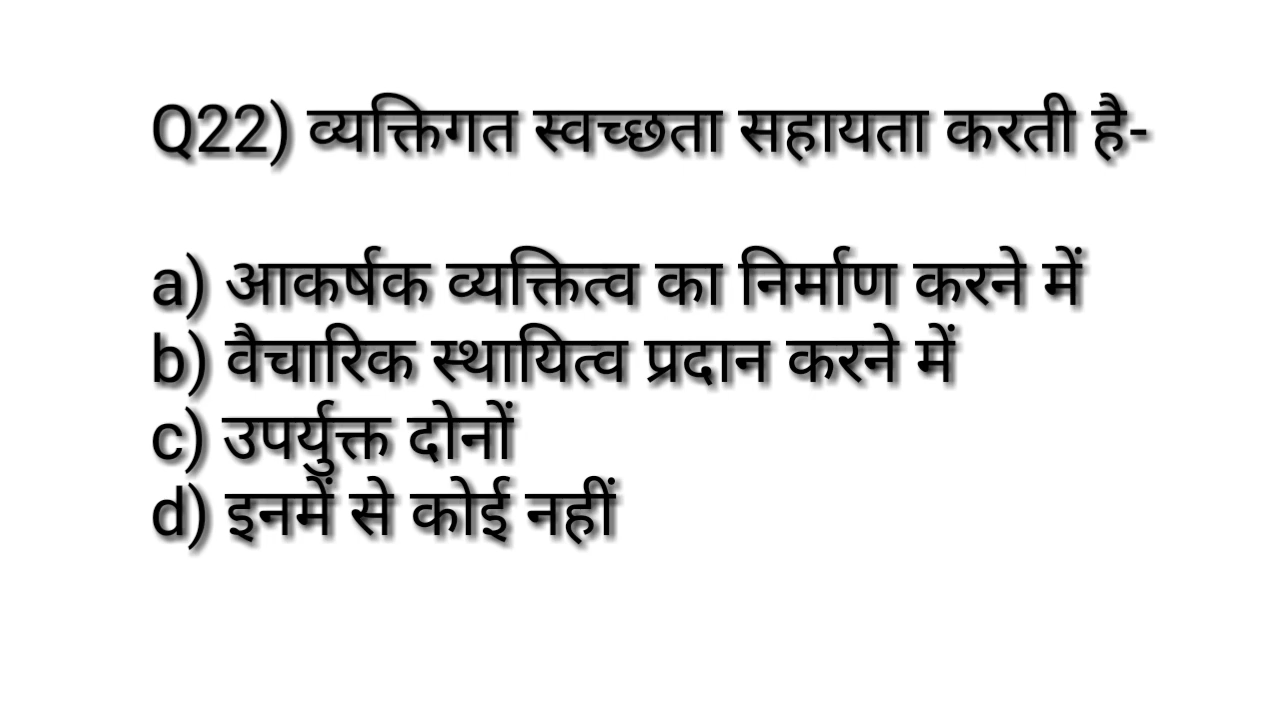 Q22) व्यक्तिगत स्वच्छता सहायता करती है-
a) आकर्षक व्यक्तित्व का निर्माण करने में
b) वैचारिक स्थायित्व प्रदान करने में
c) उपर्युक्त दोनों
d) इनमें से कोई नहीं